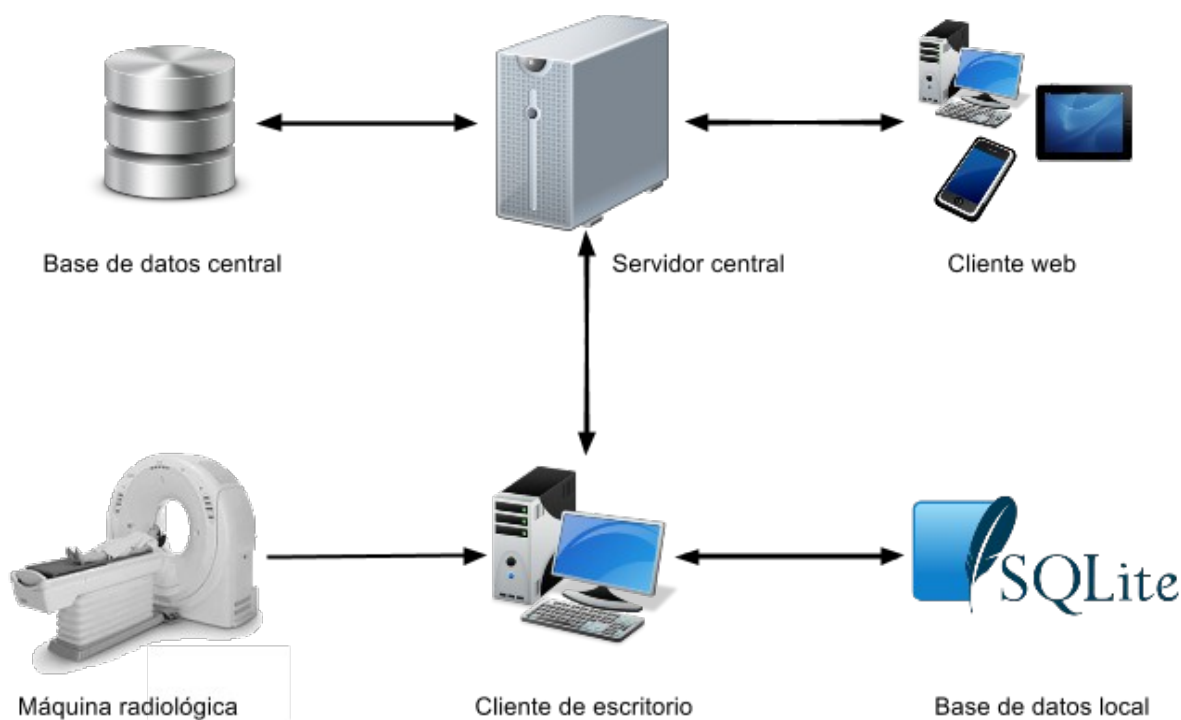 Base de datos central
Servidor central
Cliente web
SQLite
Máquina radiológica
Cliente de escritorio
Base de datos local